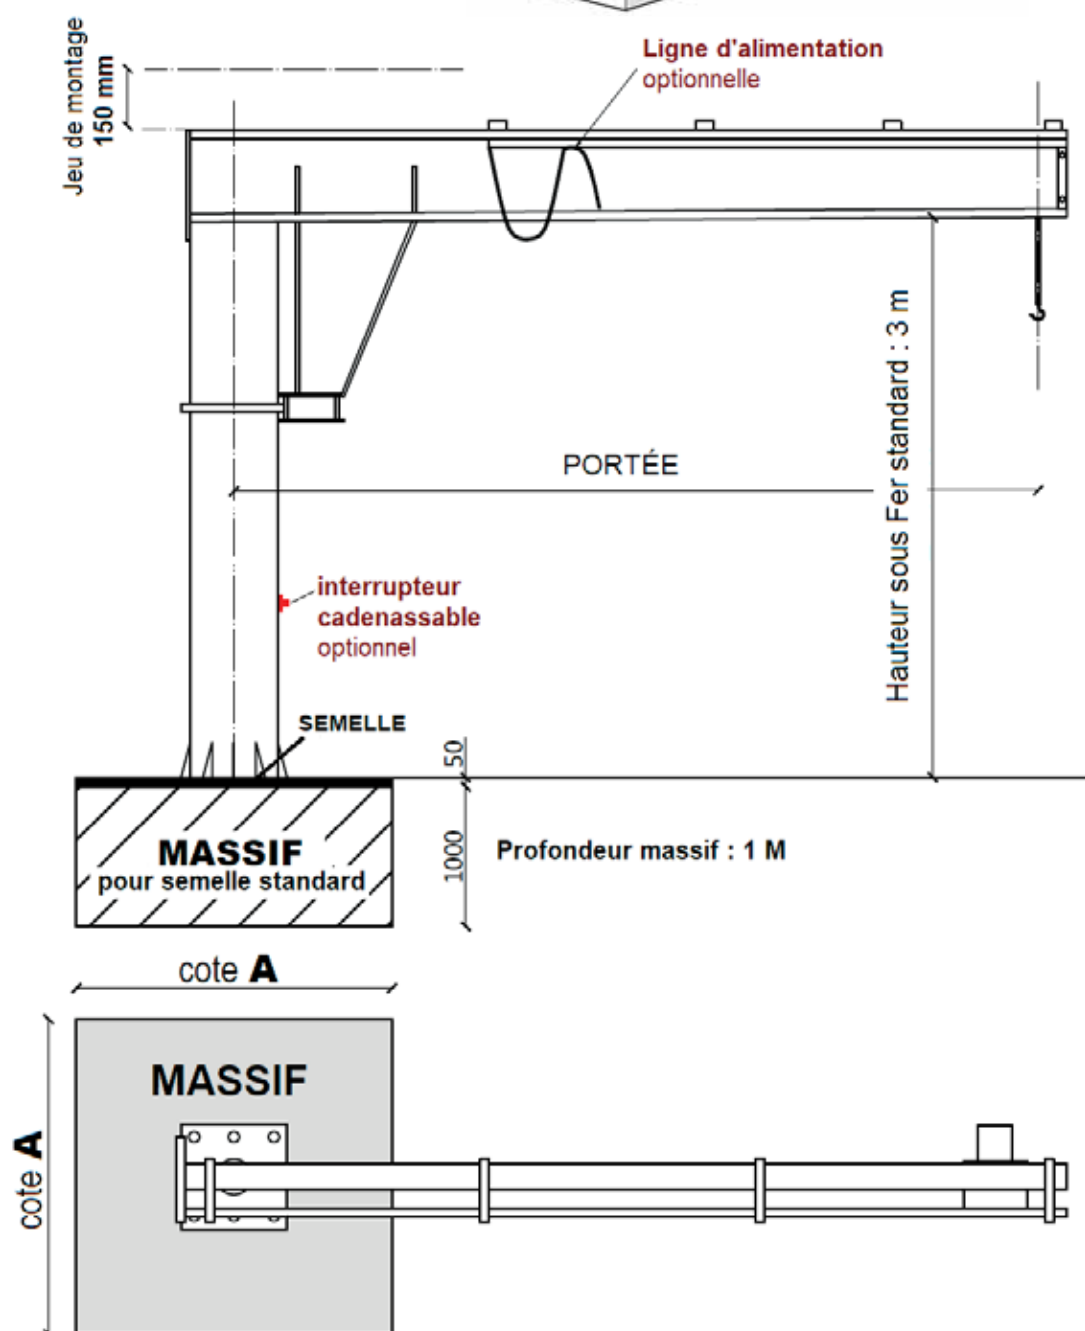 Jeu de montage
150 mm
Ligne d'alimentation
optionnelle
Hauteur sous Fer standard : 3 m
PORTÉE
interrupteur
cadenassable
optionnel
SEMELLE
50
MASSIF
pour semelle standard
1000
Profondeur massif : 1 M
cote A
MASSIF
cote A